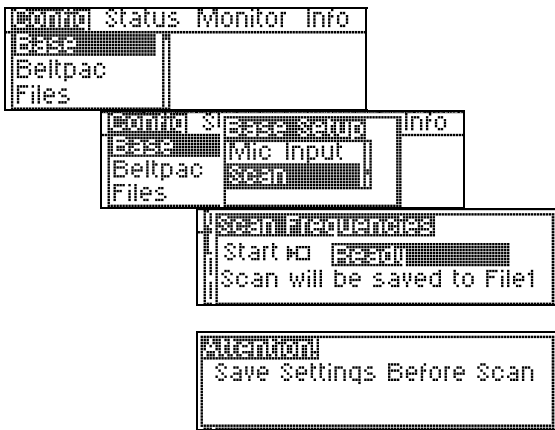 Config Status Monitor Info
Base
Beltpac
Files
Config St Base Setup Info
Base Mic Input
Beltpac Scan
Files
Scan Frequencies
Start Ready
Scan will be saved to File1
Attention!
Save Settings Before Scan